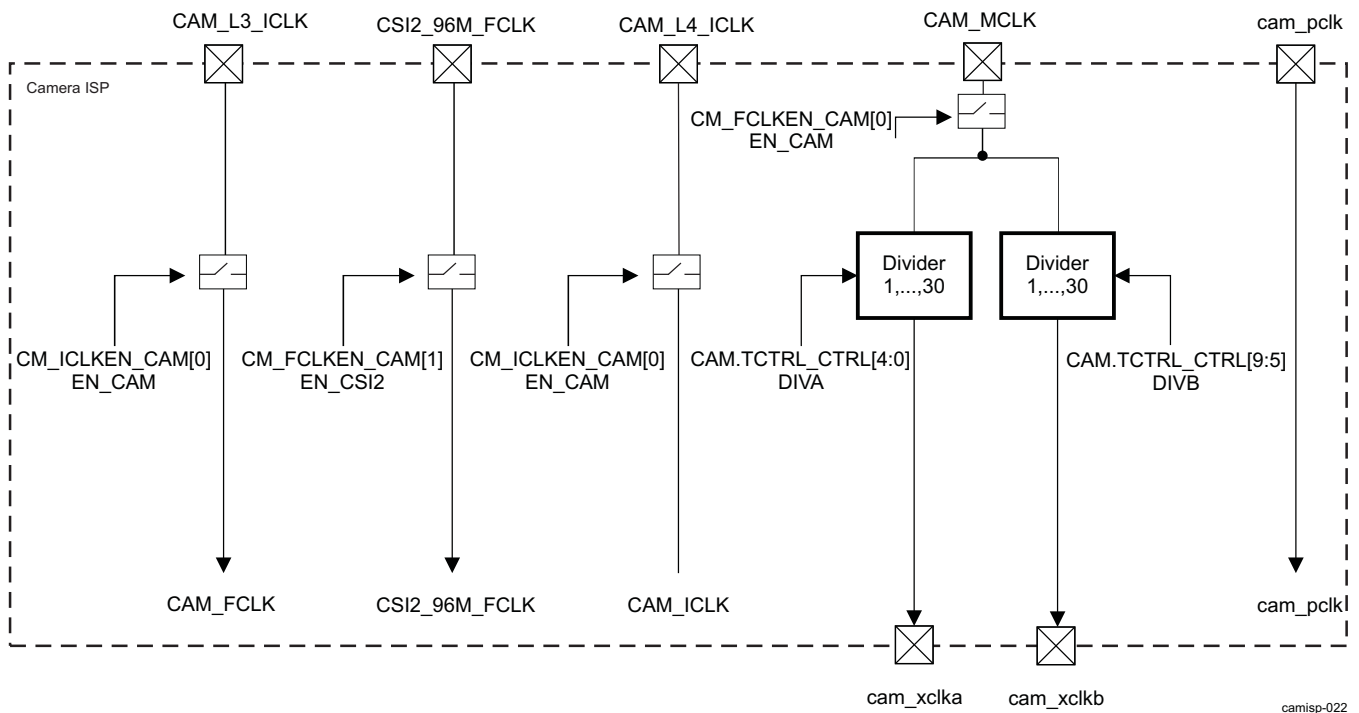 CAM_L3_ICLK
CSI2_96M_FCLK
CAM_L4_ICLK
CAM_MCLK
cam_pclk
Camera ISP
CM_FCLKEN_CAM[0]
EN_CAM
Divider
1,...,30
Divider
1,...,30
CM_ICLKEN_CAM[0]
EN_CAM
CM_FCLKEN_CAM[1]
EN_CSI2
CM_ICLKEN_CAM[0]
EN_CAM
CAM.TCTRL_CTRL[4:0]
DIVA
CAM.TCTRL_CTRL[9:5]
DIVB
CAM_FCLK
CSI2_96M_FCLK
CAM_ICLK
cam_pclk
cam_xclka
cam_xclkb
camisp-022